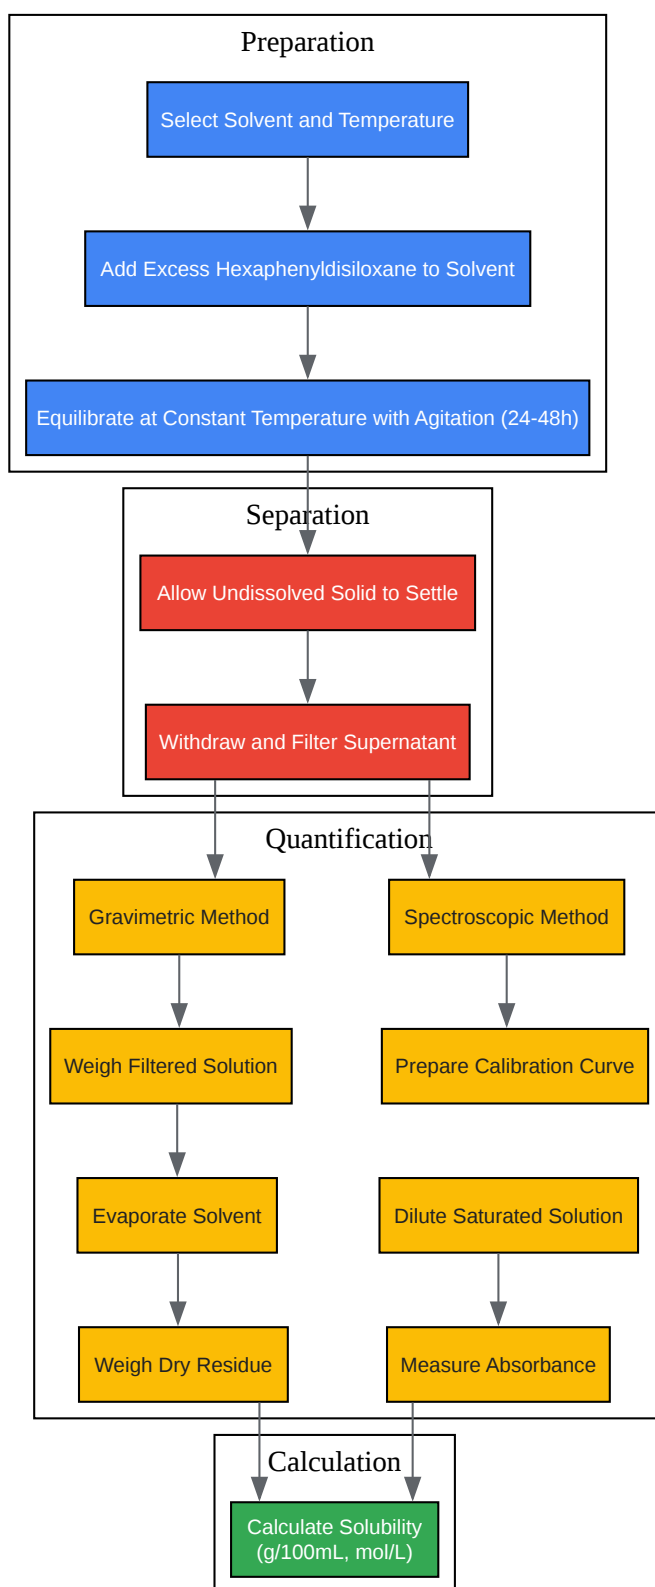 Preparation
Select Solvent and Temperature
Add Excess Hexaphenyldisiloxane to Solvent
Equilibrate at Constant Temperature with Agitation (24-48h)
Separation
Allow Undissolved Solid to Settle
Withdraw and Filter Supernatant
Quantification
Gravimetric Method
Spectroscopic Method
Weigh Filtered Solution
Prepare Calibration Curve
Evaporate Solvent
Dilute Saturated Solution
Weigh Dry Residue
Measure Absorbance
Calculation
Calculate Solubility
(g/100mL, mol/L)